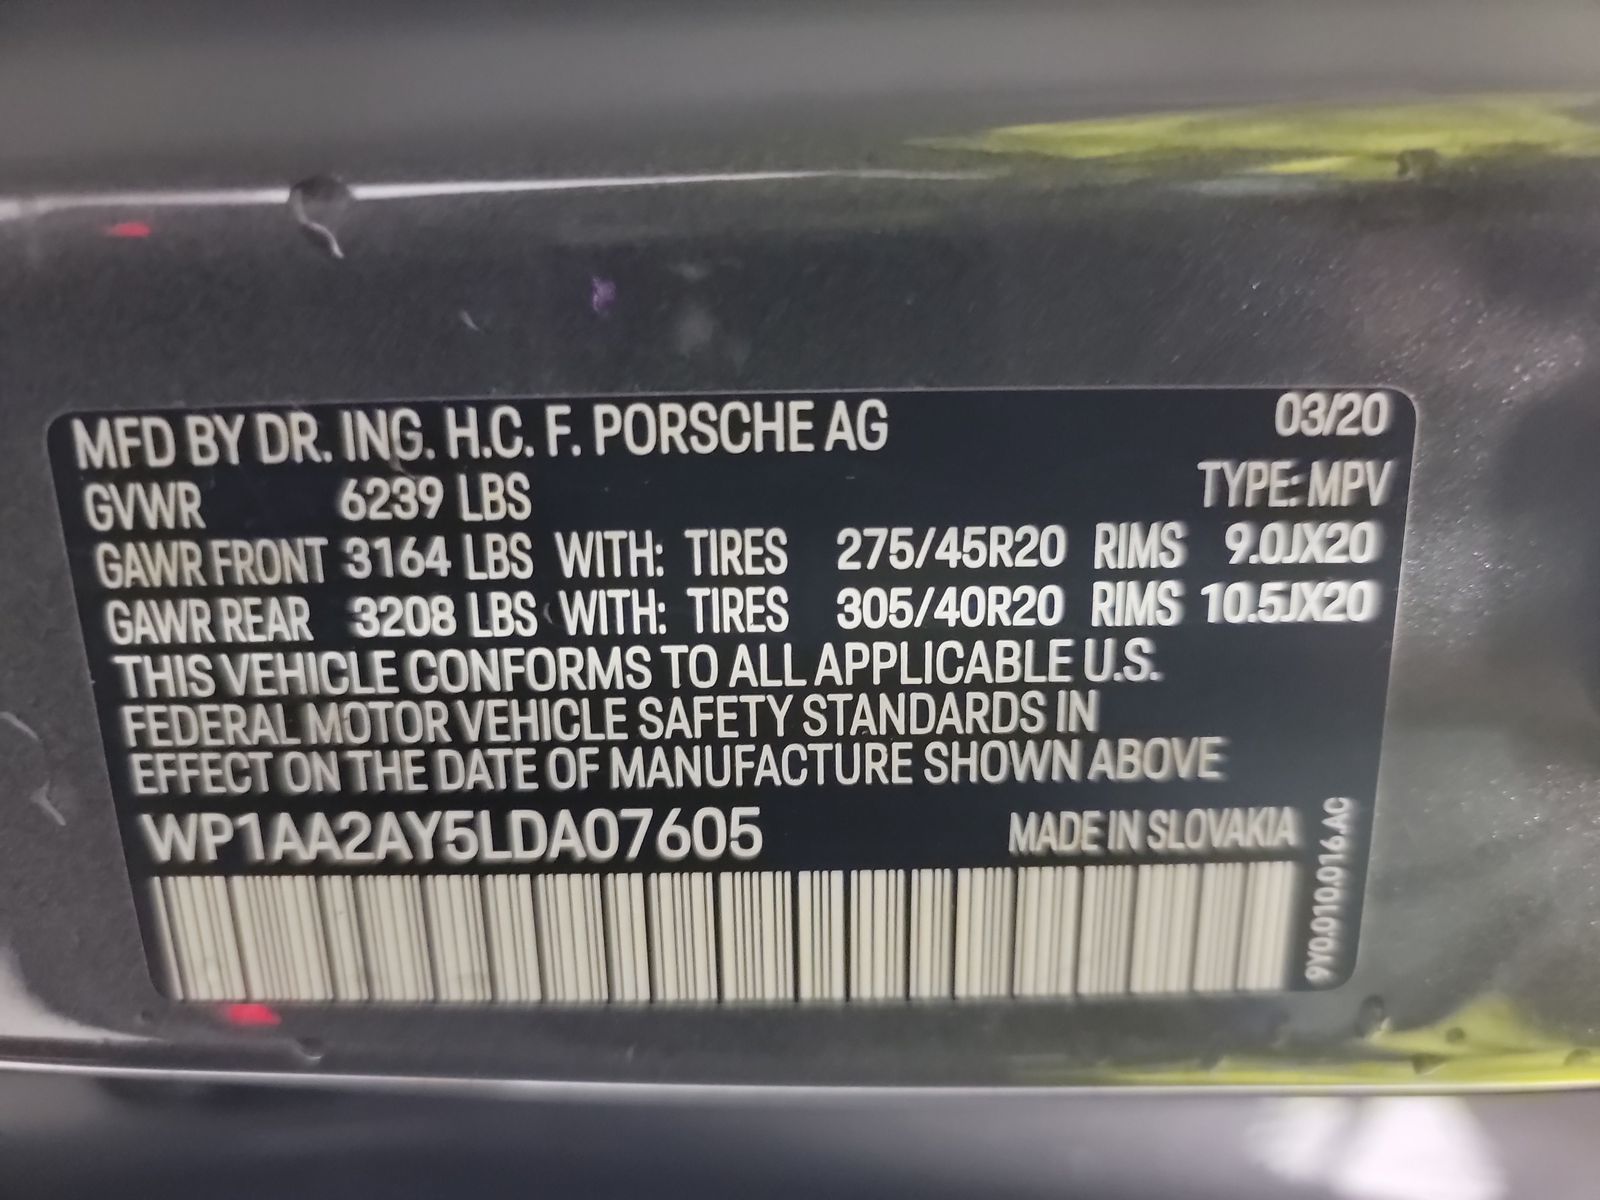 MFD BY DR. ING. H.C. F. PORSCHE AG 03/20
GVWR 6239 LBS TYPE: MPV
GAWR FRONT 3164 LBS WITH: TIRES 275/45R20 RIMS 9.0JX20
GAWR REAR 3208 LBS WITH: TIRES 305/40R20 RIMS 10.5JX20
THIS VEHICLE CONFORMS TO ALL APPLICABLE U.S.
FEDERAL MOTOR VEHICLE SAFETY STANDARDS IN
EFFECT ON THE DATE OF MANUFACTURE SHOWN ABOVE
WP1AA2AY5LDA07605 MADE IN SLOVAKIA
9Y0.010.016.AC